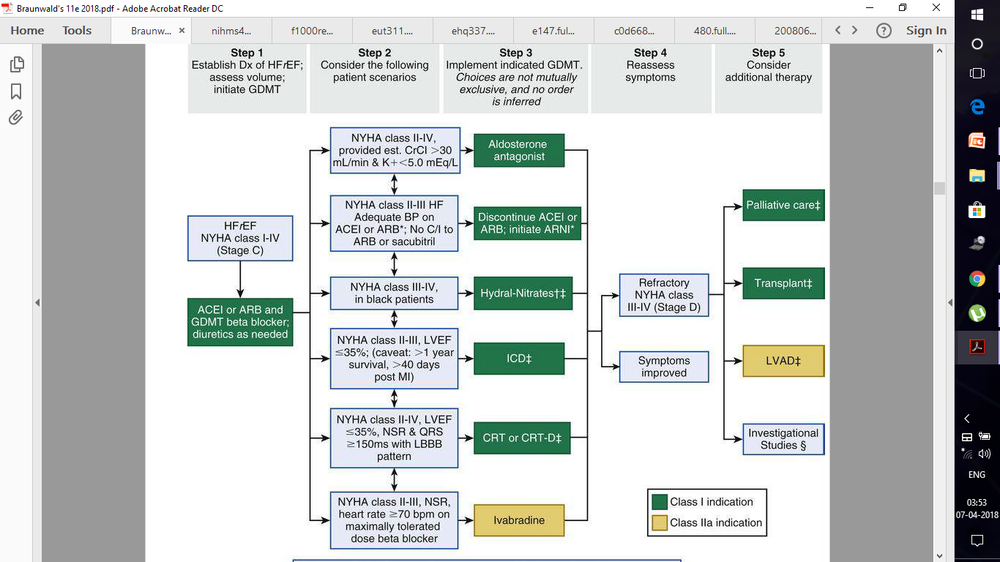 Braunwald's 11e 2018.pdf - Adobe Acrobat Reader DC
Home
Tools
Braunw...
nihms4...
f1000re...
eut311....
ehq337....
e147.ful...
c0d668...
480.full....
200806...
Sign In
Step 1
Establish Dx of HFrEF;
assess volume;
initiate GDMT
Step 2
Consider the following
patient scenarios
Step 3
Implement indicated GDMT.
Choices are not mutually
exclusive, and no order
is inferred
Step 4
Reassess
symptoms
Step 5
Consider
additional therapy
HFrEF
NYHA class I-IV
(Stage C)
ACEI or ARB and
GDMT beta blocker;
diuretics as needed
NYHA class II-IV,
provided est. CrCl >30
mL/min & K+<5.0 mEq/L
Aldosterone
antagonist
NYHA class II-III HF
Adequate BP on
ACEI or ARB*; No C/I to
ARB or sacubitril
Discontinue ACEI or
ARB; initiate ARNI*
NYHA class III-IV,
in black patients
Hydral-Nitrates†‡
NYHA class II-III, LVEF
≤35%; (caveat: >1 year
survival, >40 days
post MI)
ICD‡
NYHA class II-IV, LVEF
≤35%, NSR & QRS
≥150ms with LBBB
pattern
CRT or CRT-D‡
NYHA class II-III, NSR,
heart rate ≥70 bpm on
maximally tolerated
dose beta blocker
Ivabradine
Refractory
NYHA class
III-IV (Stage D)
Symptoms
improved
Palliative care‡
Transplant‡
LVAD‡
Investigational
Studies §
Class I indication
Class IIa indication
ENG
03:53
07-04-2018